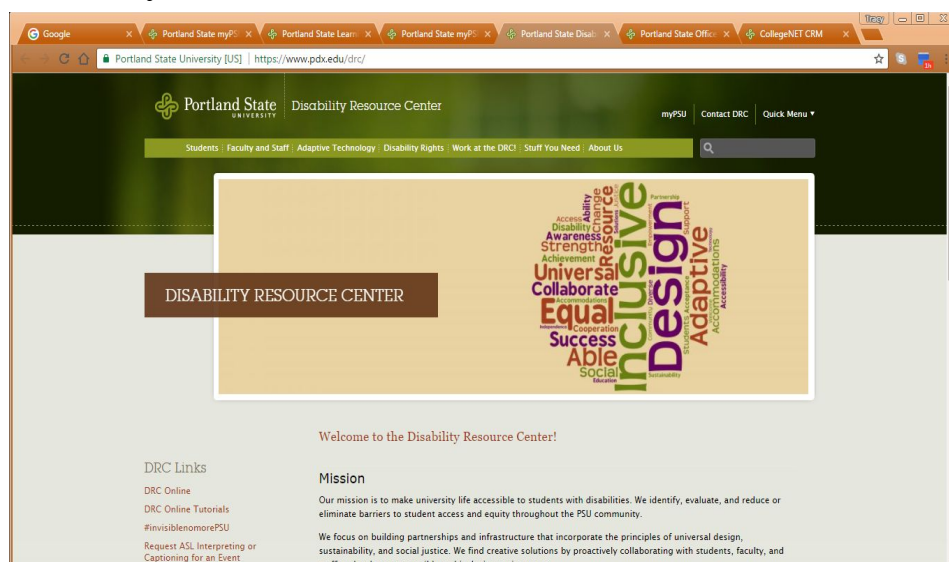 Tracy
Google
Portland State myPS
Portland State Learn
Portland State myPS
Portland State Disab
Portland State Office
CollegeNET CRM
Portland State University [US] | https://www.pdx.edu/drc/
Portland State
UNIVERSITY
Disability Resource Center
myPSU Contact DRC Quick Menu ▾
Students Faculty and Staff Adaptive Technology Disability Rights Work at the DRC! Stuff You Need About Us
DISABILITY RESOURCE CENTER
Access
Ability
Change
Disability
Awareness
Strength
Resource
Achievement
Universal
Collaborate
Accommodations
Equal
Independence
Cooperation
Success
Able
Social
Education
Inclusive
Design
Partnership
Support
Adaptive
Accommodations
Accessibility
Community
Diverse
Students
Acceptance
Sustainability
Welcome to the Disability Resource Center!
DRC Links
DRC Online
DRC Online Tutorials
#invisiblenomorePSU
Request ASL Interpreting or
Captioning for an Event
Mission
Our mission is to make university life accessible to students with disabilities. We identify, evaluate, and reduce or
eliminate barriers to student access and equity throughout the PSU community.
We focus on building partnerships and infrastructure that incorporate the principles of universal design,
sustainability, and social justice. We find creative solutions by proactively collaborating with students, faculty, and